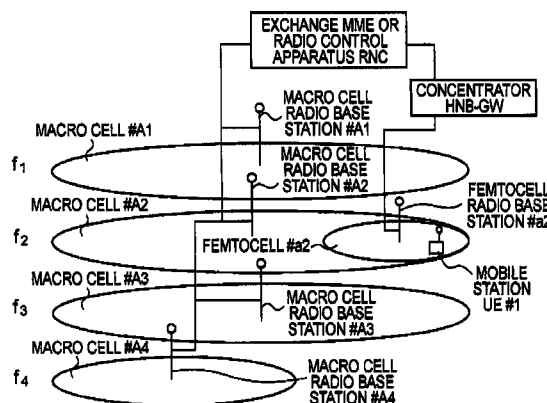 EXCHANGE MME OR
RADIO CONTROL
APPARATUS RNC
CONCENTRATOR
HNB-GW
MACRO CELL
RADIO BASE
STATION #A1
MACRO CELL #A1
f1
MACRO CELL
RADIO BASE
STATION #A2
MACRO CELL #A2
FEMTOCELL
RADIO BASE
STATION #a2
f2
FEMTOCELL #a2
MACRO CELL #A3
MOBILE
STATION
UE #1
f3
MACRO CELL
RADIO BASE
STATION #A3
MACRO CELL #A4
f4
MACRO CELL
RADIO BASE
STATION #A4